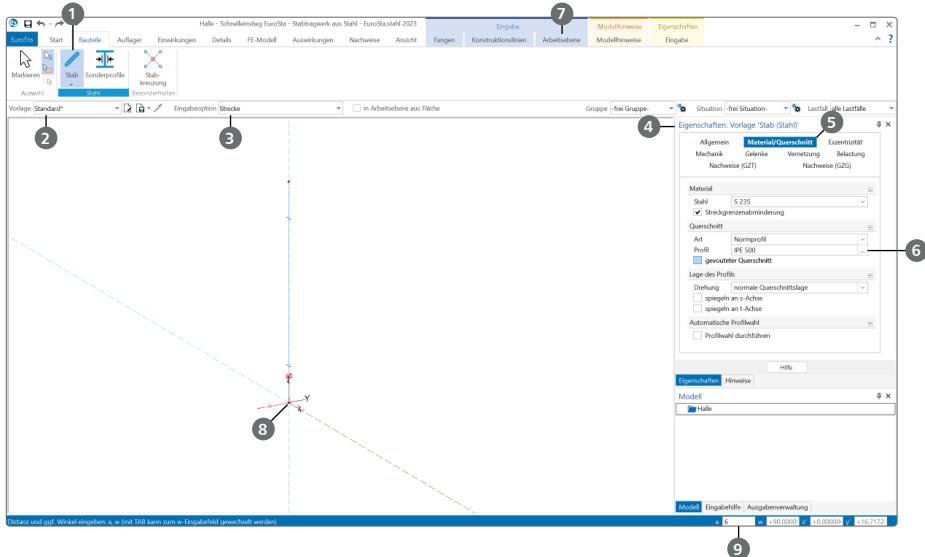 1
7
Halle - Schnelleinstieg EuroSta - Stabtragwerk aus Stahl - EuroSta.stahl 2023
Eingabe
Modellhinweise
Eigenschaften
EuroSta Start Bauteile Auflager Einwirkungen Details FE-Modell Auswirkungen Nachweise Ansicht Fangen Konstruktionslinien Arbeitsebene Modellhinweise Eingabe
Markieren Stab Sonderprofile Stab-
kreuzung
Auswahl Stahl Besonderheiten
Vorlage Standard* Eingabeoption Strecke in Arbeitsebene aus Fläche Gruppe -frei Gruppe- Situation -frei Situation- Lastfall alle Lastfälle
2
3
4
5
Eigenschaften: Vorlage 'Stab (Stahl)'
Allgemein Material/Querschnitt Exzentrizität
Mechanik Gelenke Vernetzung Belastung
Nachweise (GZT) Nachweise (GZG)
Material
Stahl S 235
Streckgrenzenabminderung
Querschnitt
Art Normprofil
Profil IPE 500 ...
6
gevouteter Querschnitt
Lage des Profils
Drehung normale Querschnittslage
spiegeln an s-Achse
spiegeln an t-Achse
Automatische Profilwahl
Profilwahl durchführen
Hilfe
Eigenschaften Hinweise
Modell
Halle
Y
X
8
Modell Eingabehilfe Ausgabenverwaltung
Distanz und ggf. Winkel eingeben: a, w (mit TAB kann zum w-Eingabefeld gewechselt werden)
a 6 w +90.0000 x' +0.00000 y' +16,7172
9